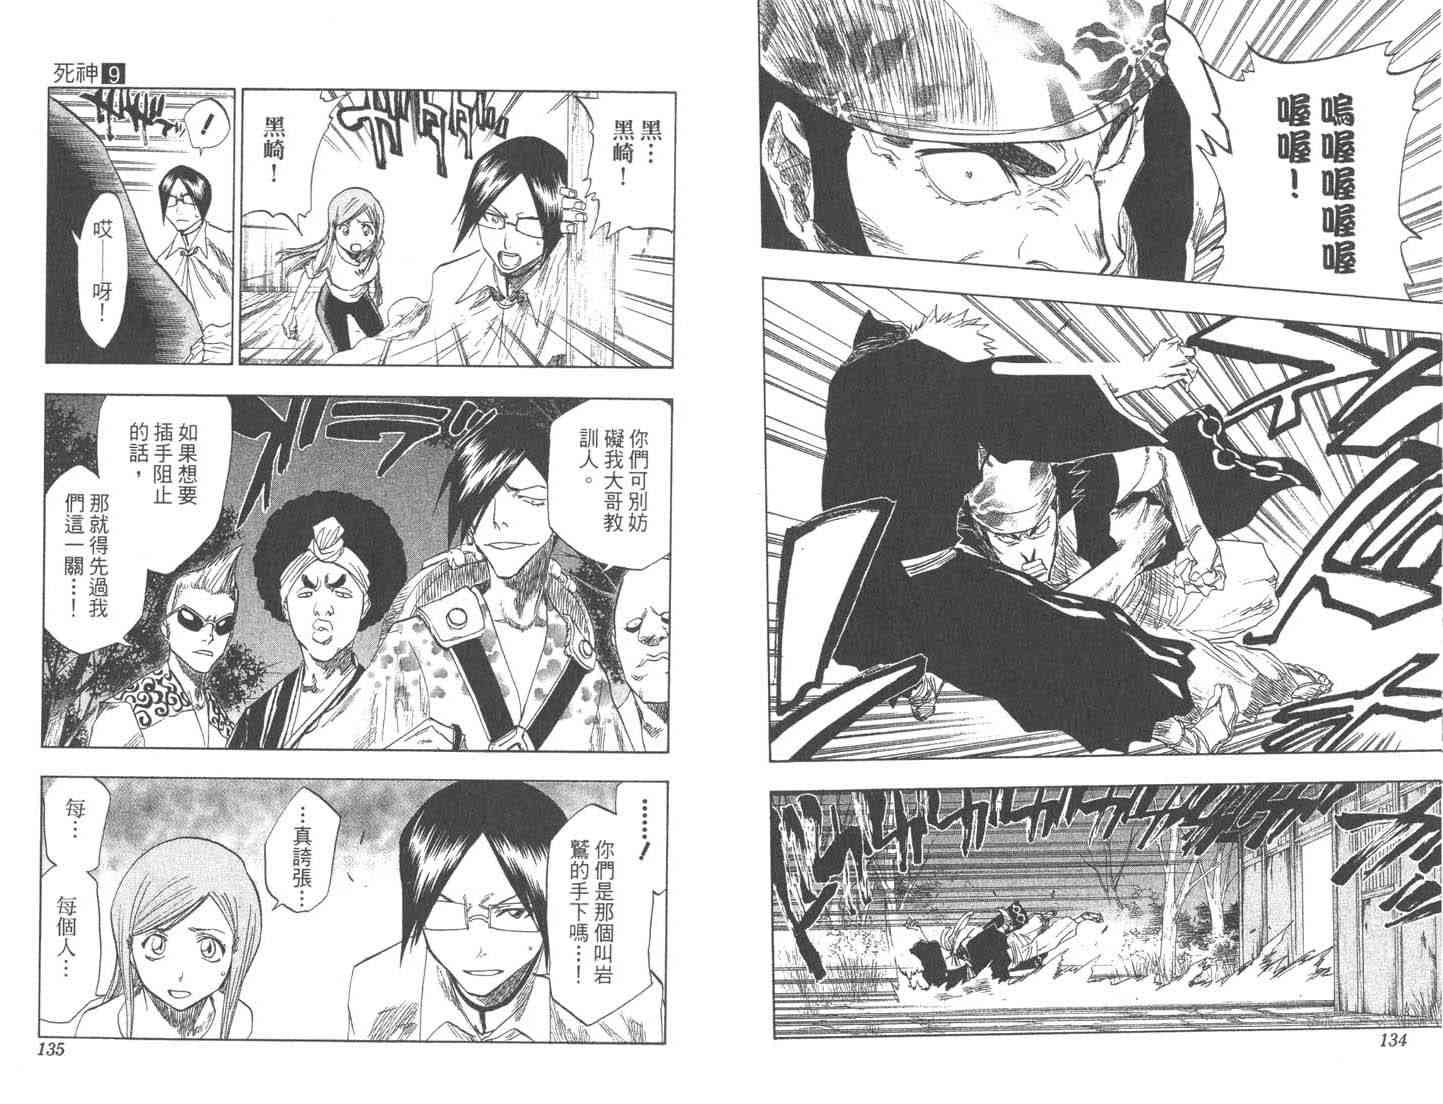 嗚喔喔喔喔
喔喔！
134
死神9
黑…
黑崎！
黑崎！
！
哎——呀！
你們可別妨
礙我大哥教
訓人。
如果想要
插手阻止
的話，
那就得先過我
們這一關…！
……！
你們是那個叫岩
鷲的手下嗎…！
…真誇張…
每…
每個人…
135